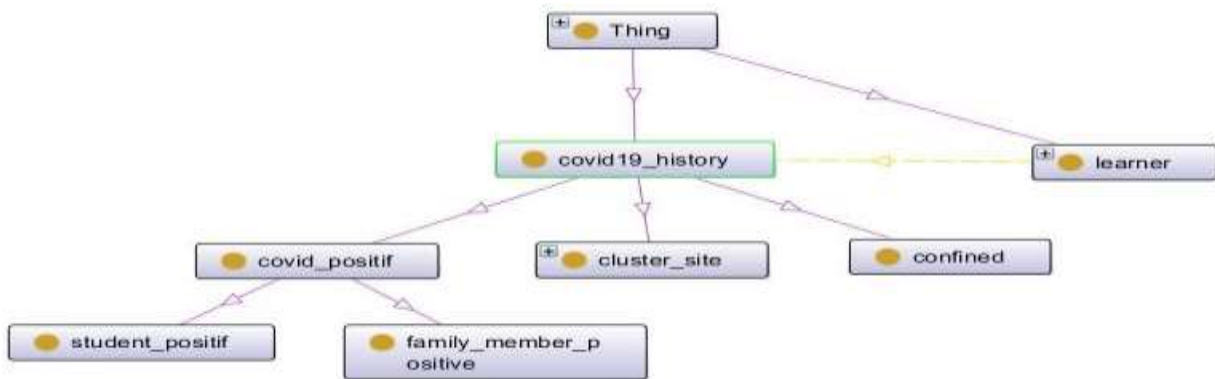 Thing
covid19_history
learner
covid_positif
cluster_site
confined
student_positif
family_member_p
ositive